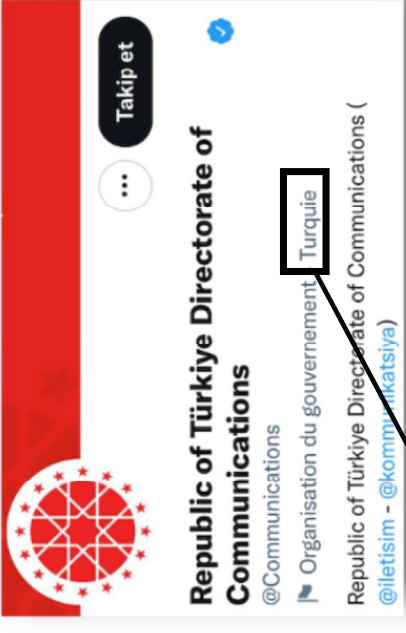 Takip et
Republic of Türkiye Directorate of
Communications
@Communications
Organisation du gouvernement - Turquie
Republic of Türkiye Directorate of Communications (
@iletisim - @kommunikatsiya)